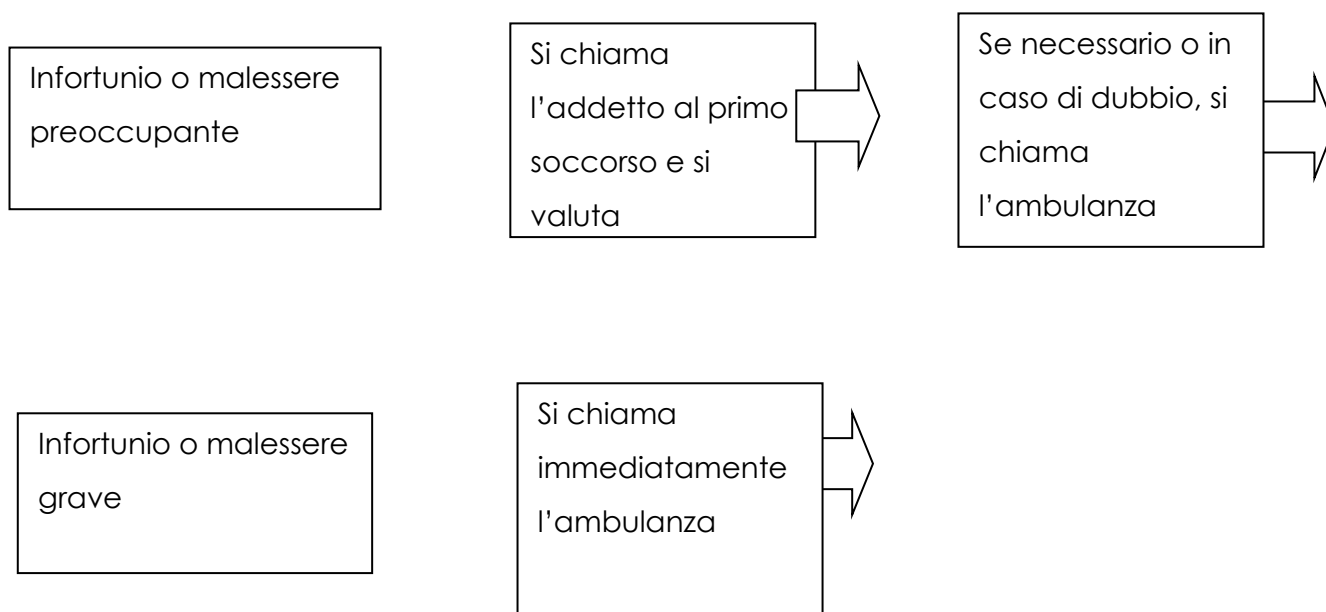 Infortunio o malessere
preoccupante
Si chiama
l’addetto al primo
soccorso e si
valuta
Se necessario o in
caso di dubbio, si
chiama
l’ambulanza
Infortunio o malessere
grave
Si chiama
immediatamente
l’ambulanza